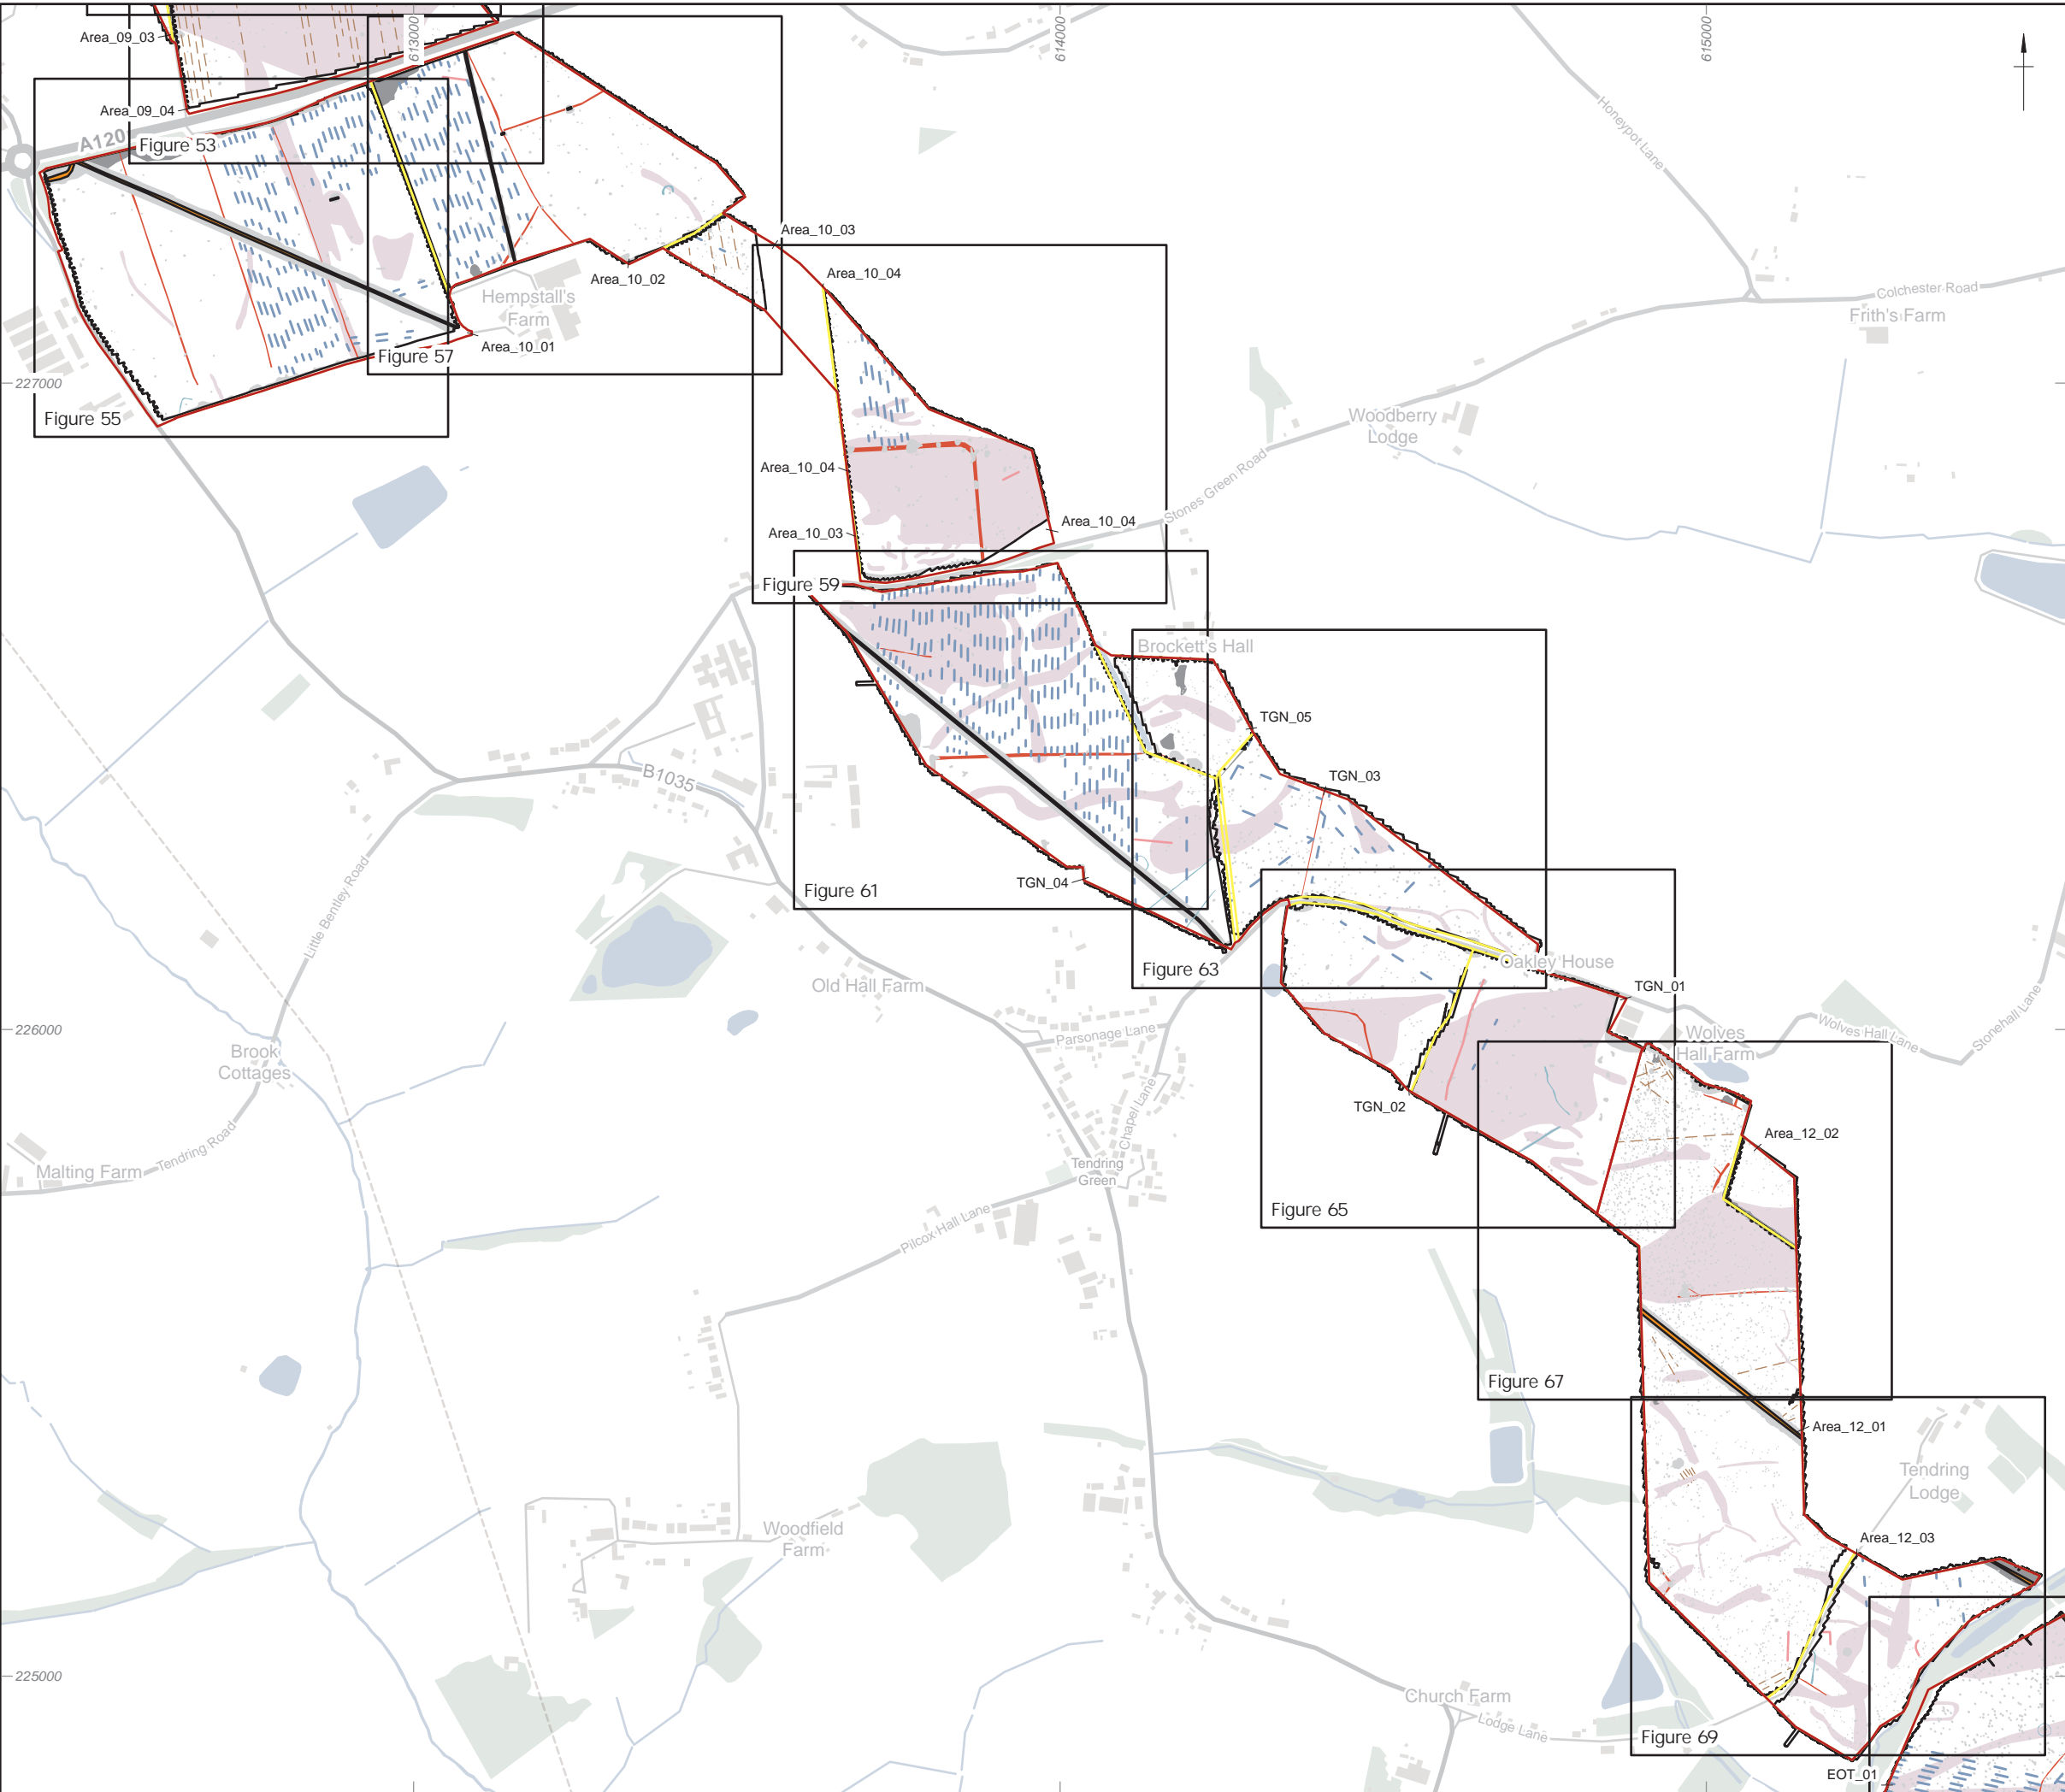 613000
614000
615000
Area_09_03
Area_09_04
A120
Figure 53
Honeypot Lane
Area_10_03
Area_10_04
Area_10_02
Hempstall's
Farm
Area_10_01
Figure 57
Colchester Road
Frith's Farm
227000
Figure 55
Woodberry
Lodge
Area_10_04
Stones Green Road
Area_10_03
Area_10_04
Figure 59
Brockett's Hall
TGN_05
TGN_03
B1035
TGN_04
Figure 61
Little Bentley Road
Figure 63
Oakley House
Old Hall Farm
TGN_01
226000
Parsonage Lane
Wolves
Hall Farm
Wolves Hall Lane
Stonehall Lane
Brook
Cottages
Chapel Lane
TGN_02
Area_12_02
Tendring Road
Malting Farm
Tendring
Green
Pilcox Hall Lane
Figure 65
Figure 67
Area_12_01
Tendring
Lodge
Woodfield
Farm
Area_12_03
225000
Church Farm
Lodge Lane
Figure 69
EOT_01